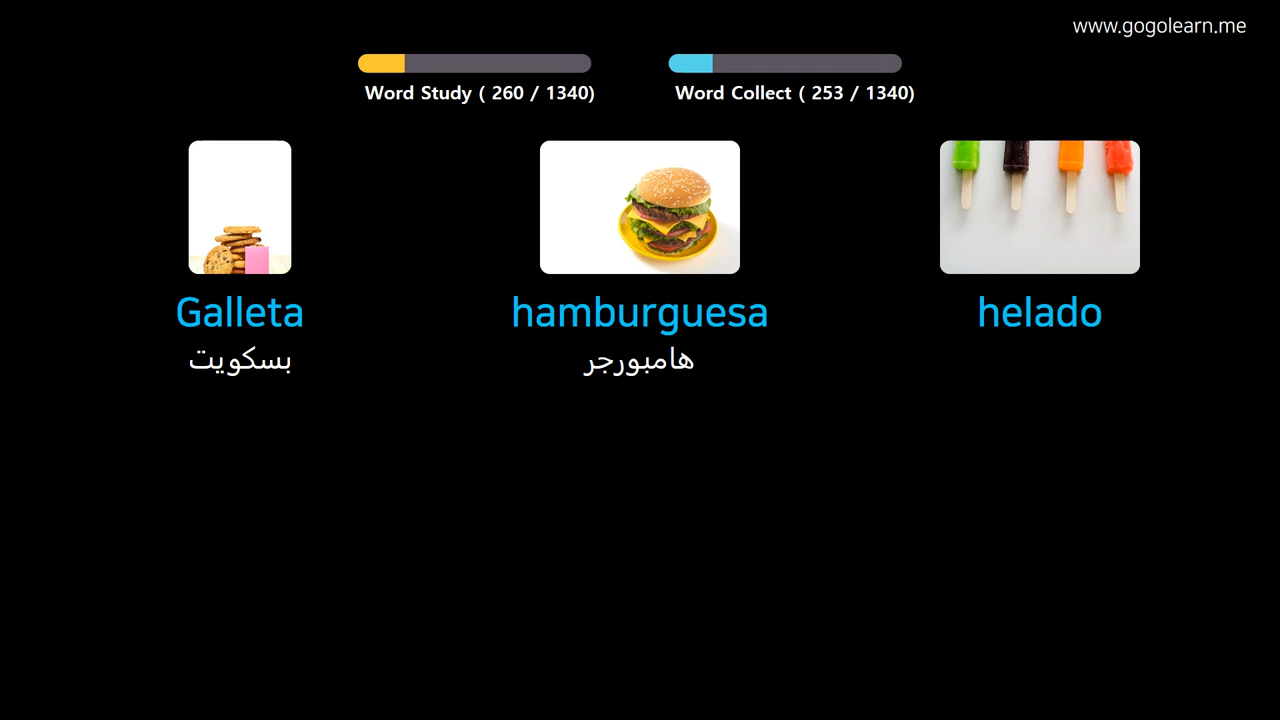 www.gogolearn.me
Word Study ( 260 / 1340)
Word Collect ( 253 / 1340)
Galleta
بسكويت
hamburguesa
هامبورجر
helado